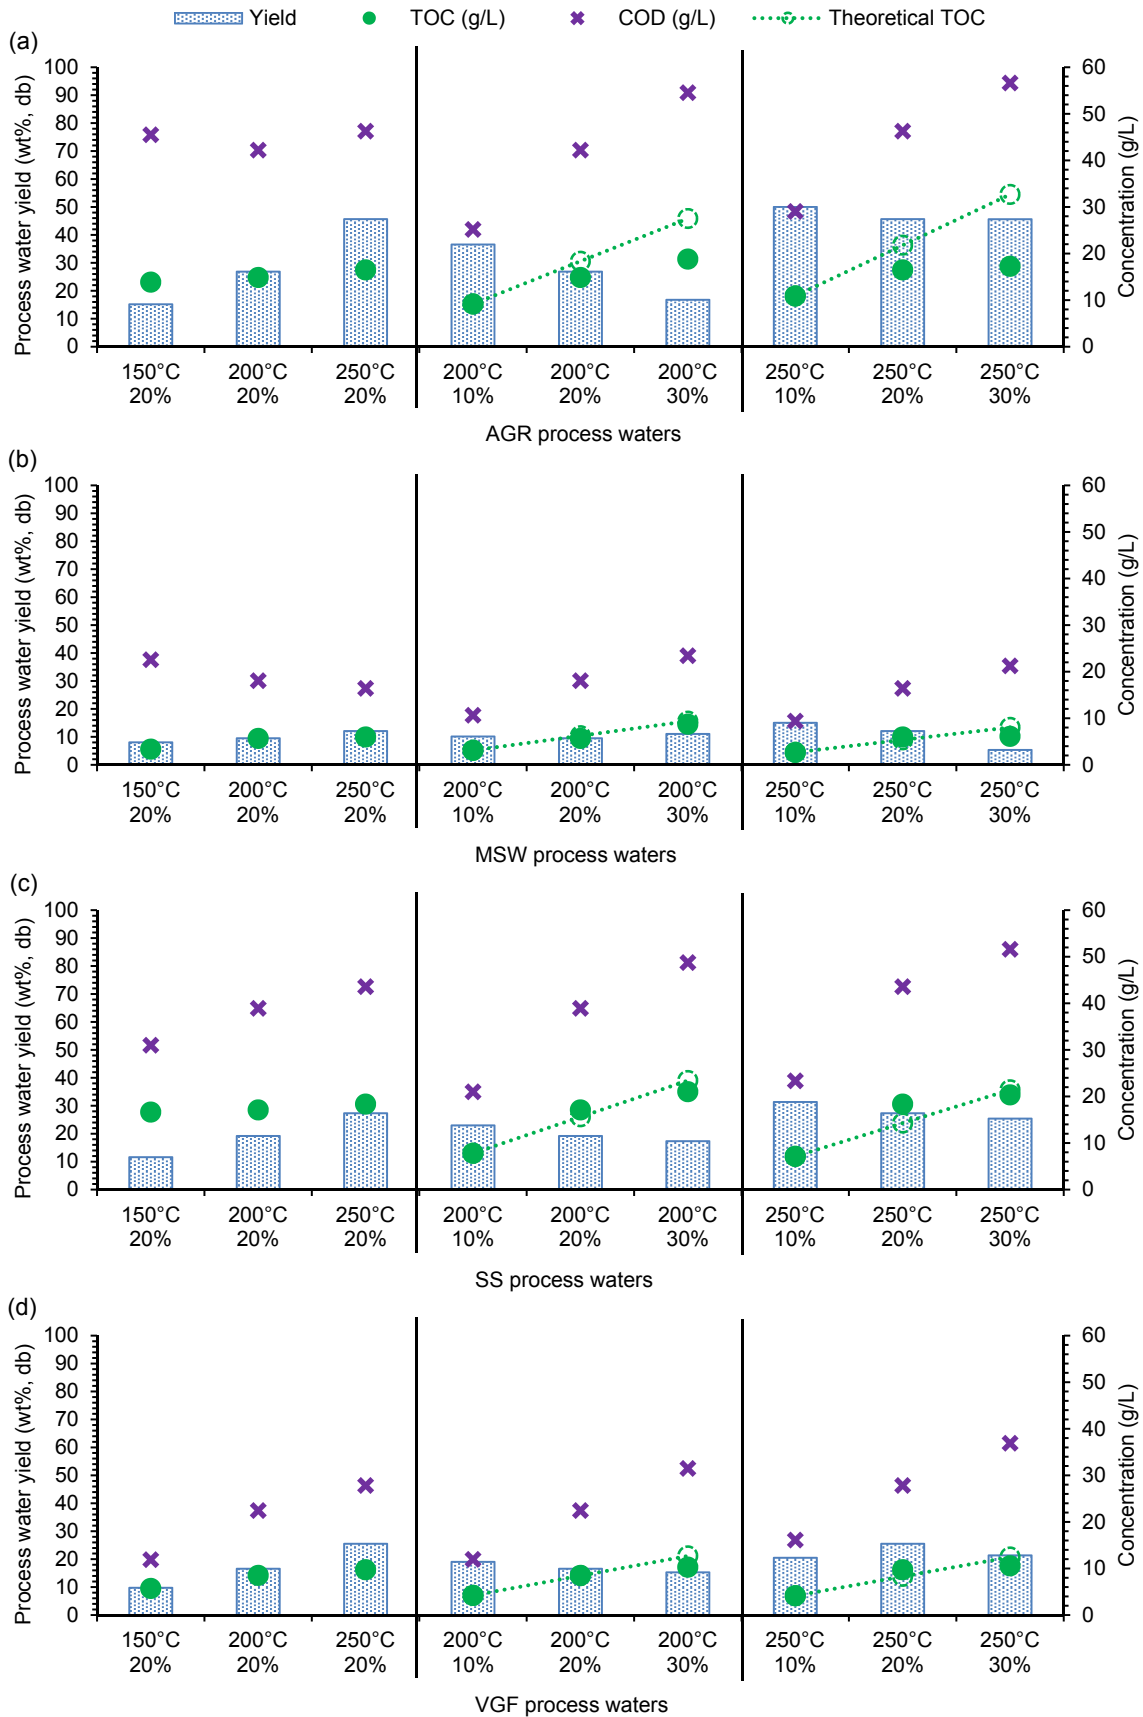 Yield TOC (g/L) COD (g/L) Theoretical TOC
(a)
Process water yield (wt%, db)
100
90
80
70
60
50
40
30
20
10
0
60
50
40
30
20
10
0
Concentration (g/L)
150°C 200°C 250°C 200°C 200°C 200°C 250°C 250°C 250°C
20% 20% 20% 10% 20% 30% 10% 20% 30%
AGR process waters
(b)
Process water yield (wt%, db)
100
90
80
70
60
50
40
30
20
10
0
60
50
40
30
20
10
0
Concentration (g/L)
150°C 200°C 250°C 200°C 200°C 200°C 250°C 250°C 250°C
20% 20% 20% 10% 20% 30% 10% 20% 30%
MSW process waters
(c)
Process water yield (wt%, db)
100
90
80
70
60
50
40
30
20
10
0
60
50
40
30
20
10
0
Concentration (g/L)
150°C 200°C 250°C 200°C 200°C 200°C 250°C 250°C 250°C
20% 20% 20% 10% 20% 30% 10% 20% 30%
SS process waters
(d)
Process water yield (wt%, db)
100
90
80
70
60
50
40
30
20
10
0
60
50
40
30
20
10
0
Concentration (g/L)
150°C 200°C 250°C 200°C 200°C 200°C 250°C 250°C 250°C
20% 20% 20% 10% 20% 30% 10% 20% 30%
VGF process waters